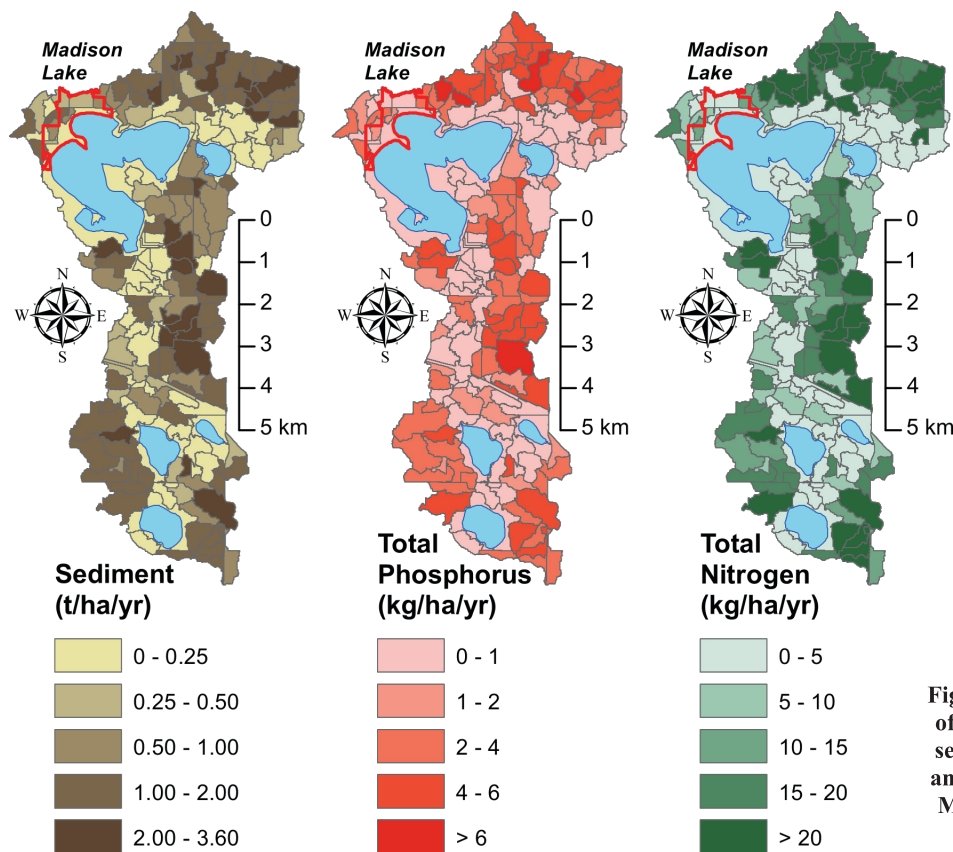 Madison
Lake
Madison
Lake
Madison
Lake
0
1
2
3
4
5 km
N
W E
S
0
1
2
3
4
5 km
N
W E
S
0
1
2
3
4
5 km
N
W E
S
Sediment
(t/ha/yr)
0 - 0.25
0.25 - 0.50
0.50 - 1.00
1.00 - 2.00
2.00 - 3.60
Total
Phosphorus
(kg/ha/yr)
0 - 1
1 - 2
2 - 4
4 - 6
> 6
Total
Nitrogen
(kg/ha/yr)
0 - 5
5 - 10
10 - 15
15 - 20
> 20
Fig
of
se
an
M